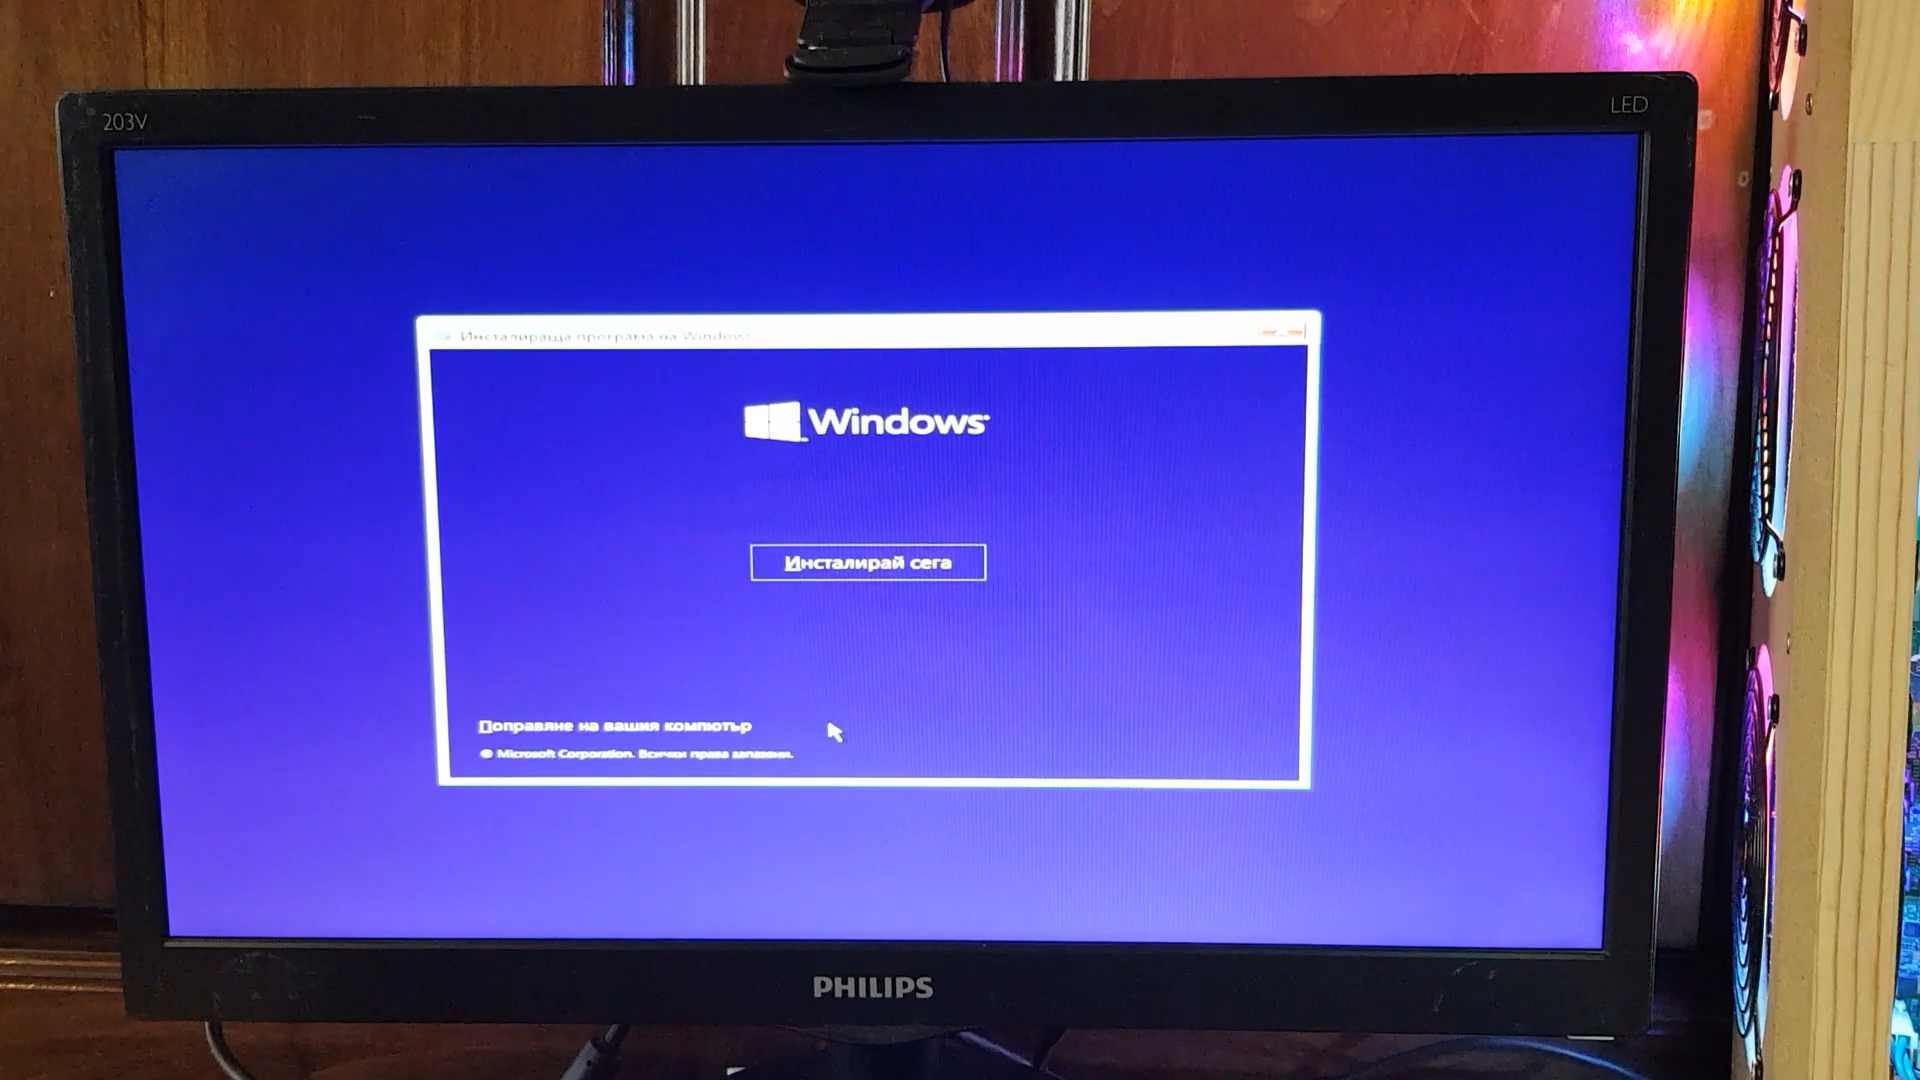 203V
LED
Инсталираща програма на Windows
Windows
Инсталирай сега
Поправяне на вашия компютър
© Microsoft Corporation. Всички права запазени.
PHILIPS